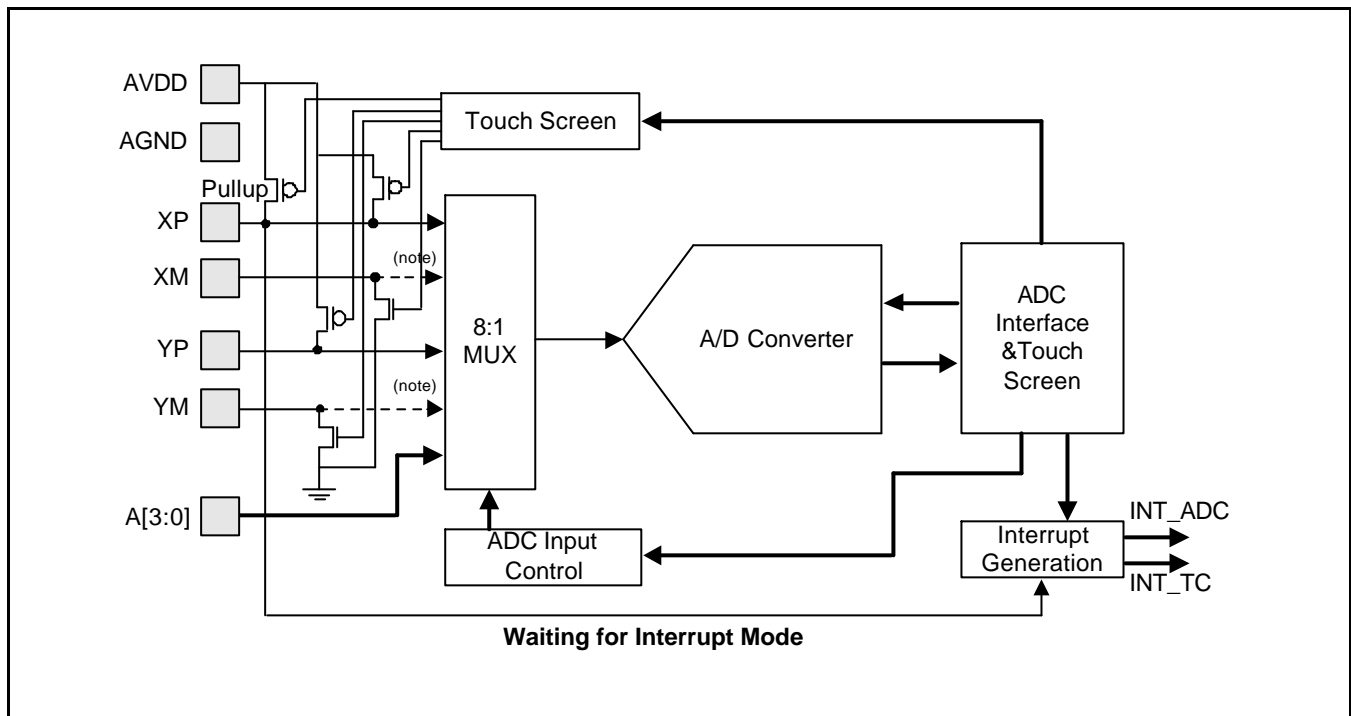 AVDD
AGND
Pullup
XP
XM
YP
YM
A[3:0]
Touch Screen
(note)
(note)
8:1
MUX
A/D Converter
ADC
Interface
&Touch
Screen
ADC Input
Control
Interrupt
Generation
INT_ADC
INT_TC
Waiting for Interrupt Mode